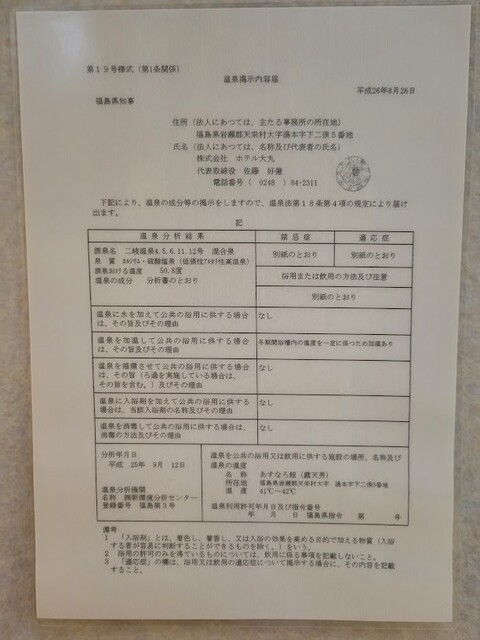 第19号様式（第1条関係）
温泉掲示内容届
平成26年8月26日
福島県知事
住所（法人にあつては、主たる事務所の所在地）
福島県岩瀬郡天栄村大字湯本字下二俣5番地
氏名（法人にあつては、名称及び代表者の氏名）
株式会社 ホテル大丸
代表取締役 佐藤 好億
電話番号（ 0248 ）84-2311
下記により、温泉の成分等の掲示をしますので、温泉法第18条第4項の規定により届け
出ます。
記
温泉分析結果 禁忌症 適応症
源泉名 二岐温泉4.5.6.11.12号 混合泉 別紙のとおり 別紙のとおり
泉 質 カルシウム・硫酸塩泉（低張性アルカリ性高温泉）
源泉における温度 50.8度 浴用または飲用の方法及び注意
温泉の成分 分析書のとおり 別紙のとおり
温泉に水を加えて公共の浴用に供する場合 なし
は、その旨及びその理由
温泉を加温して公共の浴用に供する場合 冬期間浴槽内の温度を一定に保つため加温あり
は、その旨及びその理由
温泉を循環させて公共の浴用に供する場合 なし
は、その旨（ろ過を実施している場合は、
その旨を含む。）及びその理由
温泉に入浴剤を加えて公共の浴用に供する なし
場合は、当該入浴剤の名称及びその理由
温泉を消毒して公共の浴用に供する場合は、 なし
消毒の方法及びその理由
分析年月日 温泉を公共の浴用又は飲用に供する施設の場所、名称及び
平成 25年 9月 12日 温泉の温度
名 称 あすなろ館（露天男）
温泉分析機関 所在地 福島県岩瀬郡天栄村大字 湯本字下二俣5番地
名称 ㈱新環境分析センター 温 度 41℃～42℃
登録番号 福島第3号 温泉利用許可年月日及び指令番号
年 月 日 福島県指令 第 号
備考
1 「入浴剤」とは、着色し、着香し、又は入浴の効果を高める目的で加える物質（入浴
する者が容易に判断することができるものを除く。）をいう。
2 浴用の許可のみを得ているものについては、飲用に係る事項を記載しないこと。
3 「適応症」の欄は、浴用又は飲用の適応症について掲示する場合に、その内容を記載
すること。